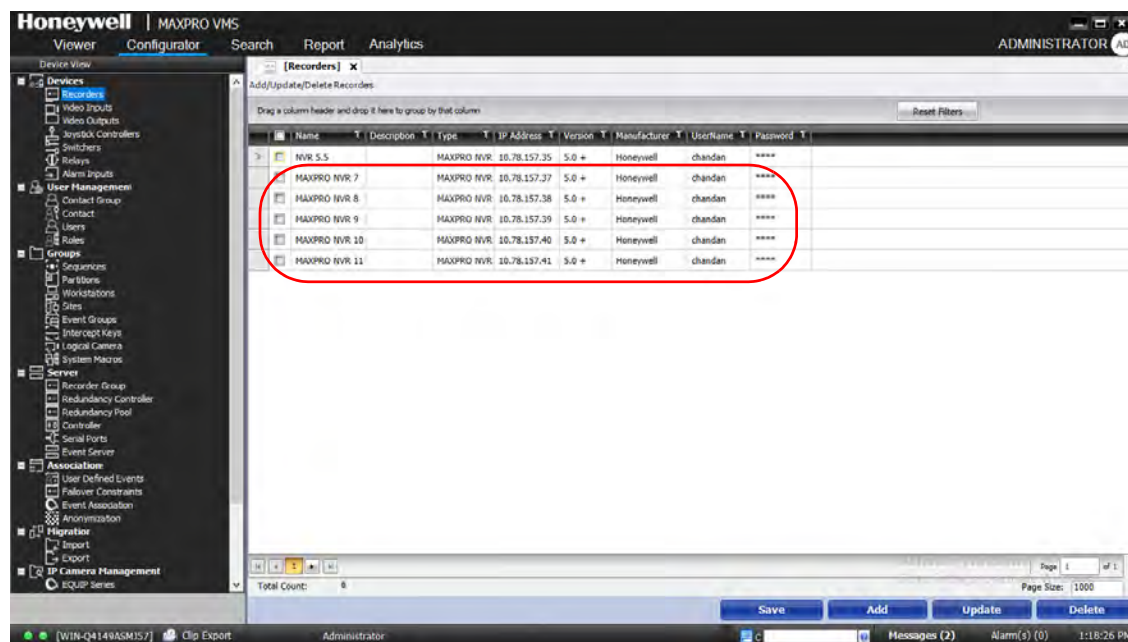 Honeywell | MAXPRO VMS
Viewer Configurator Search Report Analytics ADMINISTRATOR AD
Device View
[Recorders] x
Devices
Recorders
Video Inputs
Video Outputs
Joystick Controllers
Switchers
Relays
Alarm Inputs
User Management
Contact Group
Contact
Users
Roles
Groups
Sequences
Partitions
Workstations
Sites
Event Groups
Intercept Keys
Logical Camera
System Macros
Server
Recorder Group
Redundancy Controller
Redundancy Pool
Controller
Serial Ports
Event Server
Association
User Defined Events
Failover Constraints
Event Association
Anonymization
Migration
Import
Export
IP Camera Management
EQUIP Series
Add/Update/Delete Recorders
Drag a column header and drop it here to group by that column Reset Filters
Name Description Type IP Address Version Manufacturer UserName Password
NVR 5.5 MAXPRO NVR 10.78.157.35 5.0 + Honeywell chandan ****
MAXPRO NVR 7 MAXPRO NVR 10.78.157.37 5.0 + Honeywell chandan ****
MAXPRO NVR 8 MAXPRO NVR 10.78.157.38 5.0 + Honeywell chandan ****
MAXPRO NVR 9 MAXPRO NVR 10.78.157.39 5.0 + Honeywell chandan ****
MAXPRO NVR 10 MAXPRO NVR 10.78.157.40 5.0 + Honeywell chandan ****
MAXPRO NVR 11 MAXPRO NVR 10.78.157.41 5.0 + Honeywell chandan ****
1 Page 1 of 1
Total Count: 6 Page Size: 1000
Save Add Update Delete
[WIN-Q4149ASMJS7] Clip Export Administrator C Messages (2) Alarm(s) (0) 1:18:26 PM